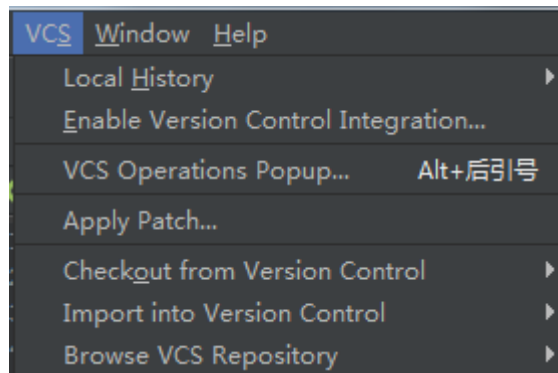 VCS Window Help
Local History
Enable Version Control Integration...
VCS Operations Popup... Alt+后引号
Apply Patch...
Checkout from Version Control
Import into Version Control
Browse VCS Repository